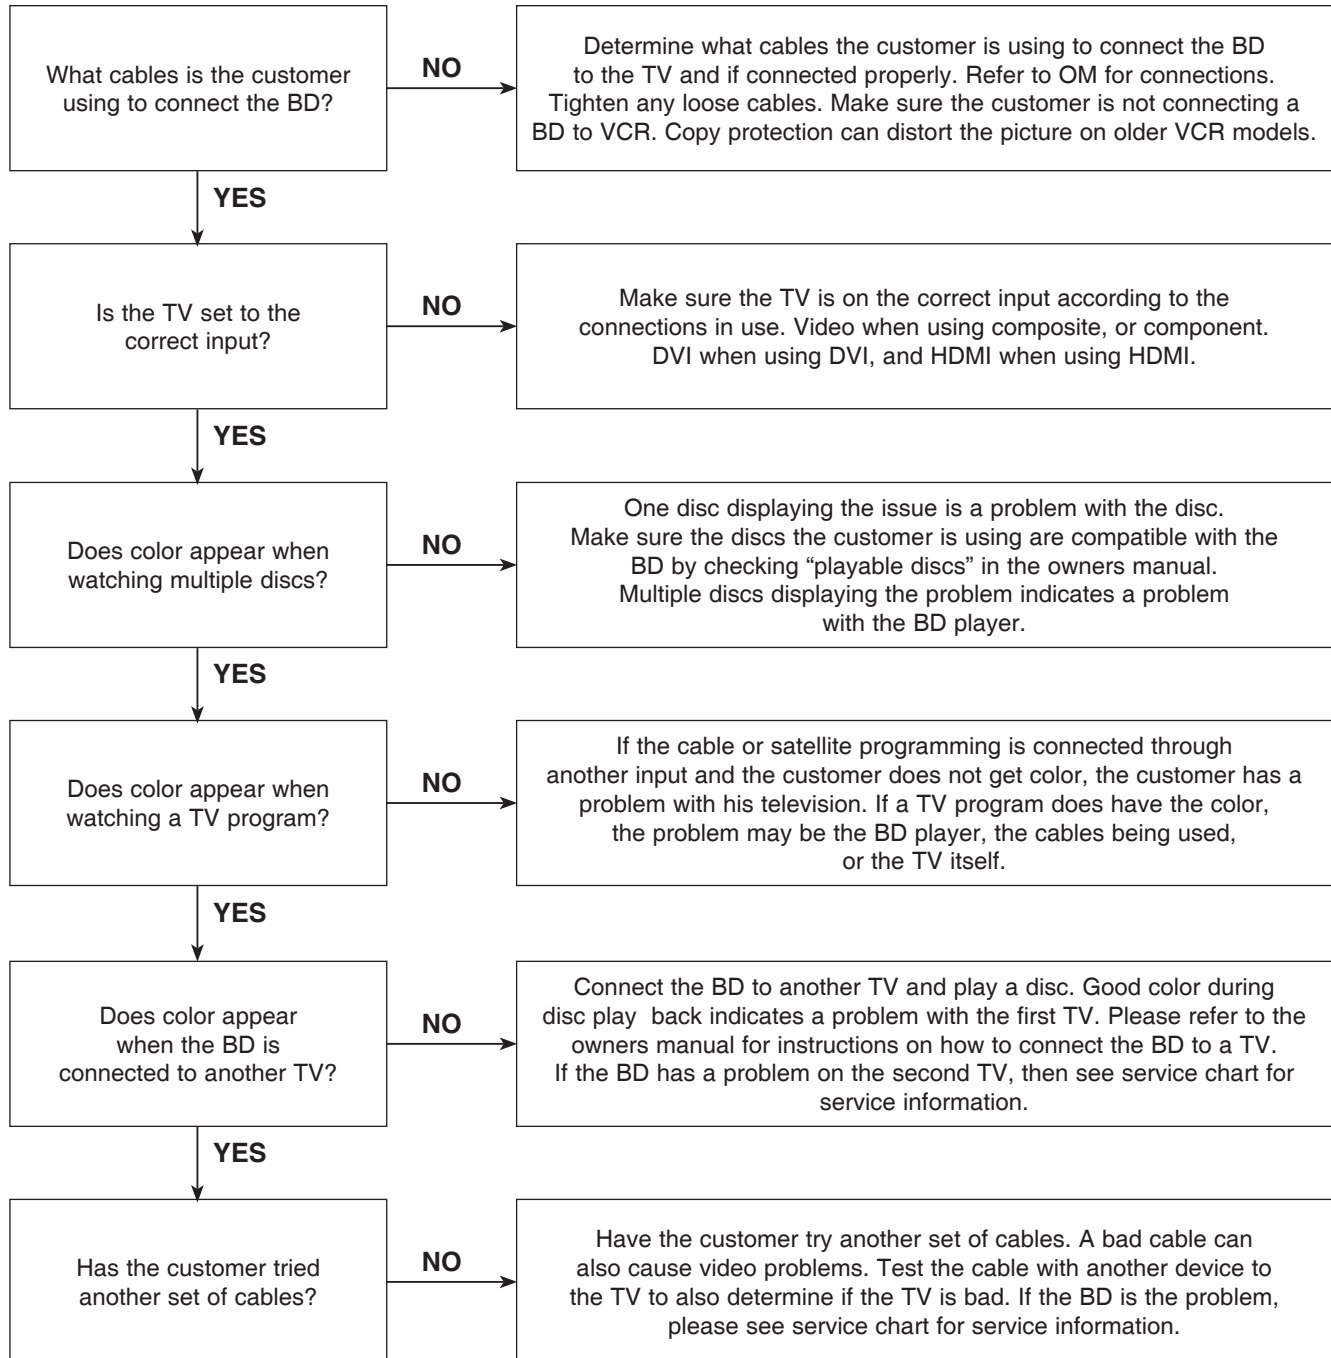 What cables is the customer
using to connect the BD?
NO
Determine what cables the customer is using to connect the BD
to the TV and if connected properly. Refer to OM for connections.
Tighten any loose cables. Make sure the customer is not connecting a
BD to VCR. Copy protection can distort the picture on older VCR models.
YES
Is the TV set to the
correct input?
NO
Make sure the TV is on the correct input according to the
connections in use. Video when using composite, or component.
DVI when using DVI, and HDMI when using HDMI.
YES
Does color appear when
watching multiple discs?
NO
One disc displaying the issue is a problem with the disc.
Make sure the discs the customer is using are compatible with the
BD by checking “playable discs” in the owners manual.
Multiple discs displaying the problem indicates a problem
with the BD player.
YES
Does color appear when
watching a TV program?
NO
If the cable or satellite programming is connected through
another input and the customer does not get color, the customer has a
problem with his television. If a TV program does have the color,
the problem may be the BD player, the cables being used,
or the TV itself.
YES
Does color appear
when the BD is
connected to another TV?
NO
Connect the BD to another TV and play a disc. Good color during
disc play back indicates a problem with the first TV. Please refer to the
owners manual for instructions on how to connect the BD to a TV.
If the BD has a problem on the second TV, then see service chart for
service information.
YES
Has the customer tried
another set of cables?
NO
Have the customer try another set of cables. A bad cable can
also cause video problems. Test the cable with another device to
the TV to also determine if the TV is bad. If the BD is the problem,
please see service chart for service information.